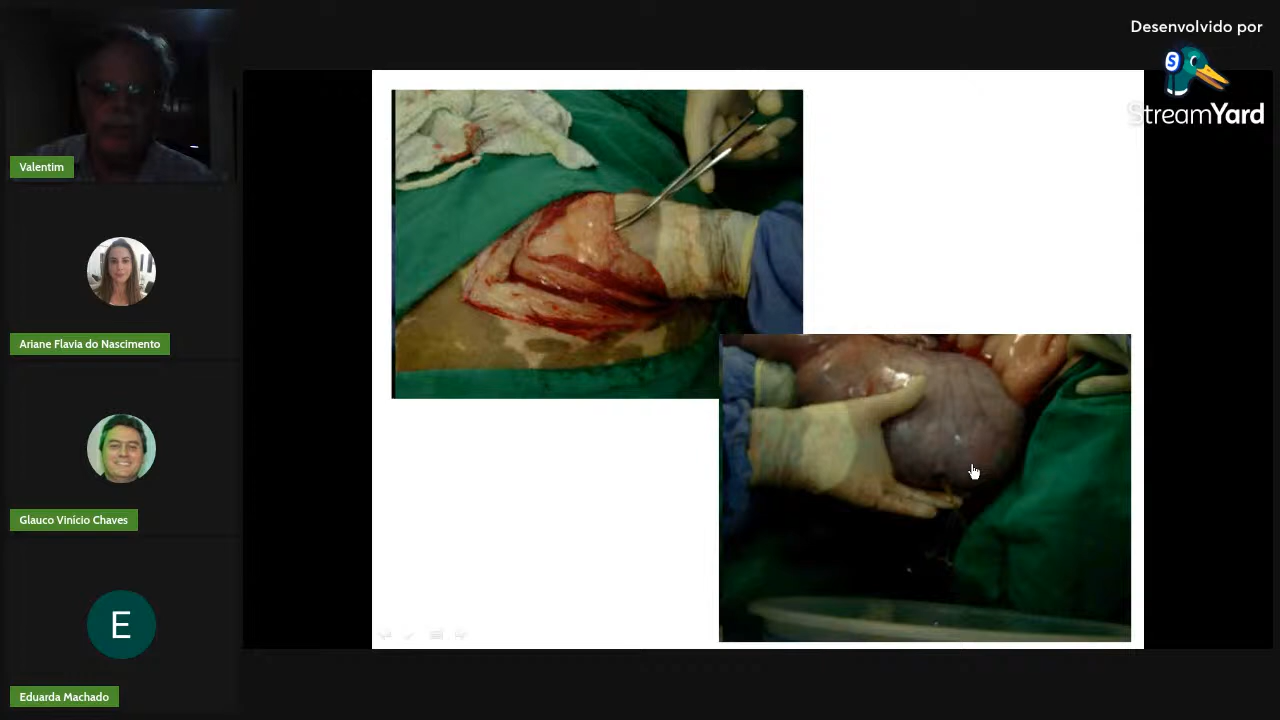 Desenvolvido por
S
StreamYard
Valentim
Ariane Flavia do Nascimento
Glauco Vinício Chaves
E
Eduarda Machado